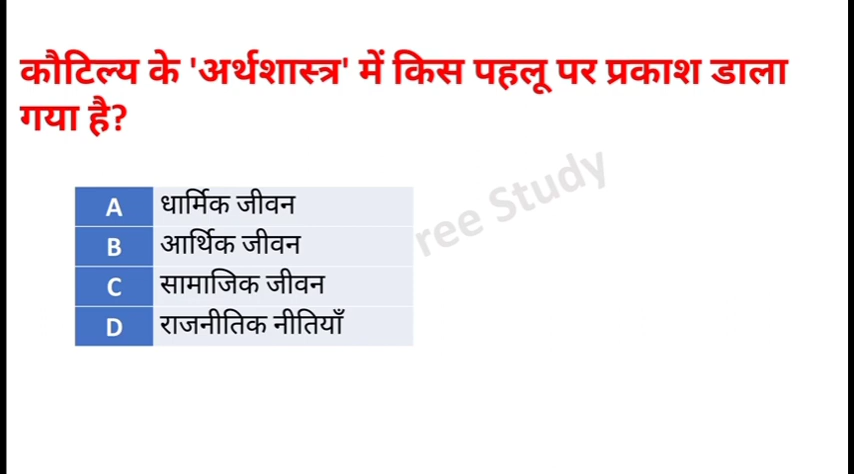 कौटिल्य के 'अर्थशास्त्र' में किस पहलू पर प्रकाश डाला
गया है?
ree Study
A धार्मिक जीवन
B आर्थिक जीवन
C सामाजिक जीवन
D राजनीतिक नीतियाँ